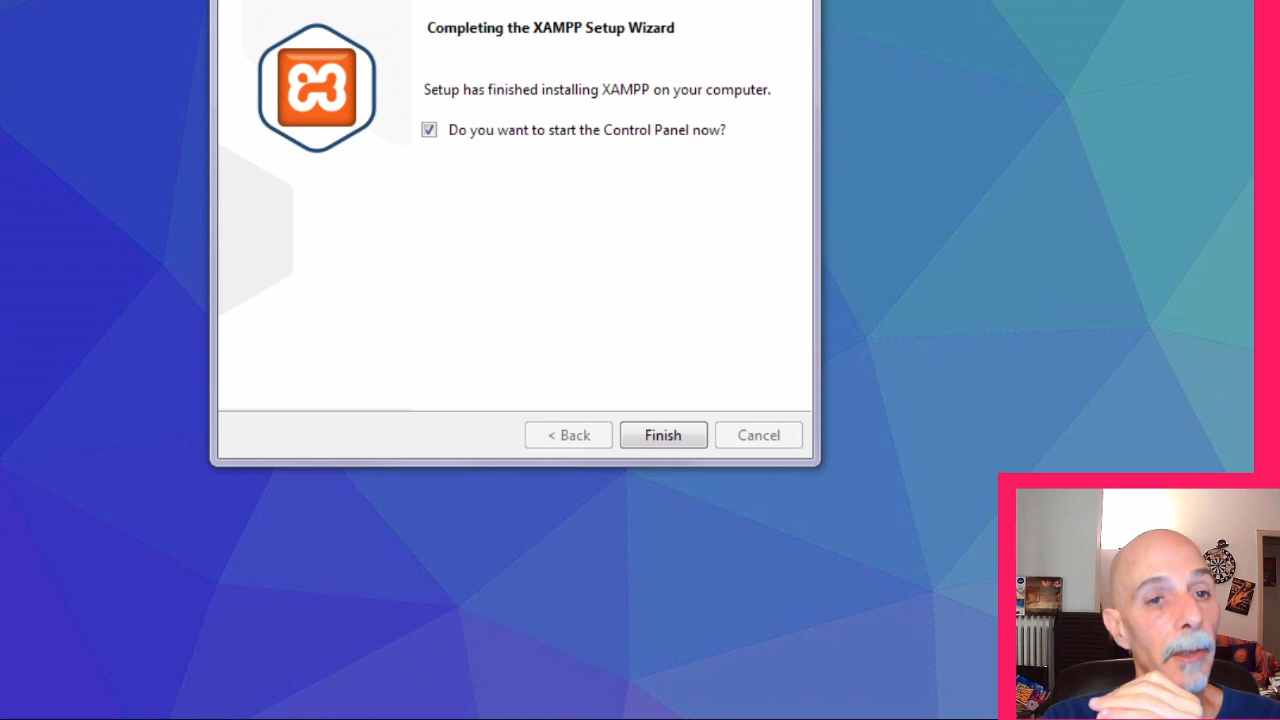 Completing the XAMPP Setup Wizard
Setup has finished installing XAMPP on your computer.
Do you want to start the Control Panel now?
< Back
Finish
Cancel